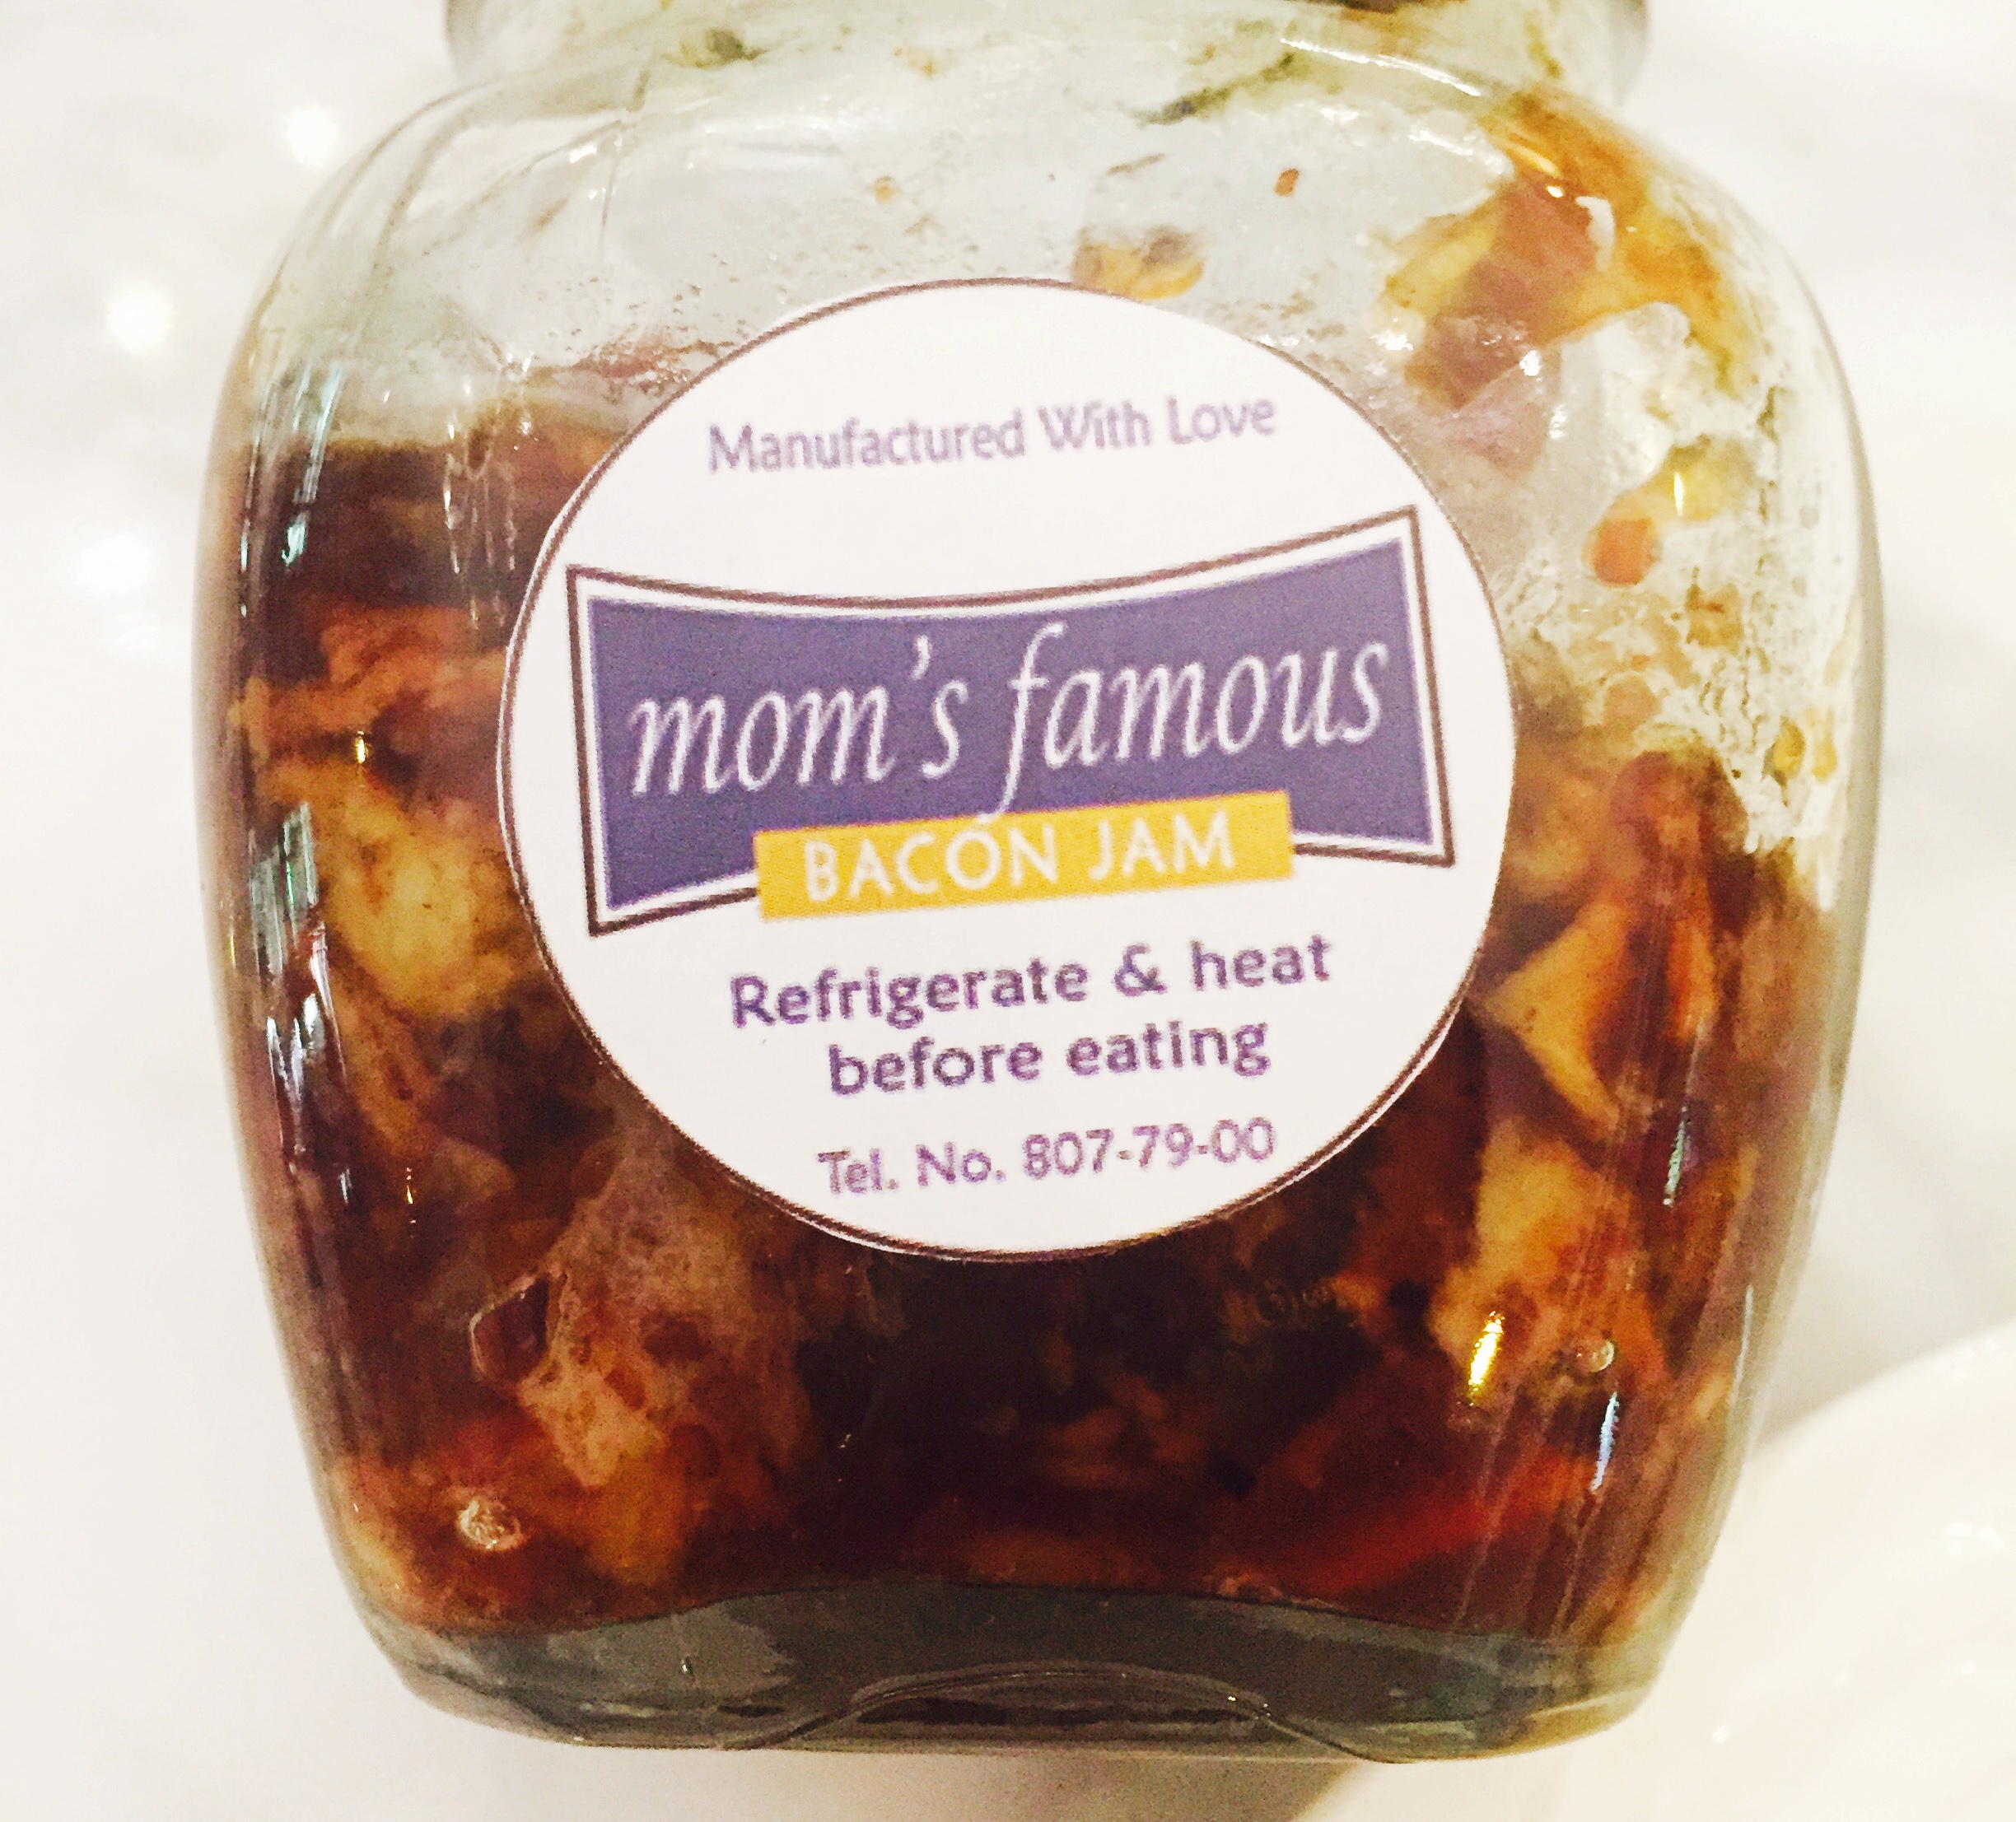 Manufactured With Love
mom's famous
BACON JAM
Refrigerate & heat
before eating
Tel. No. 807-79-00